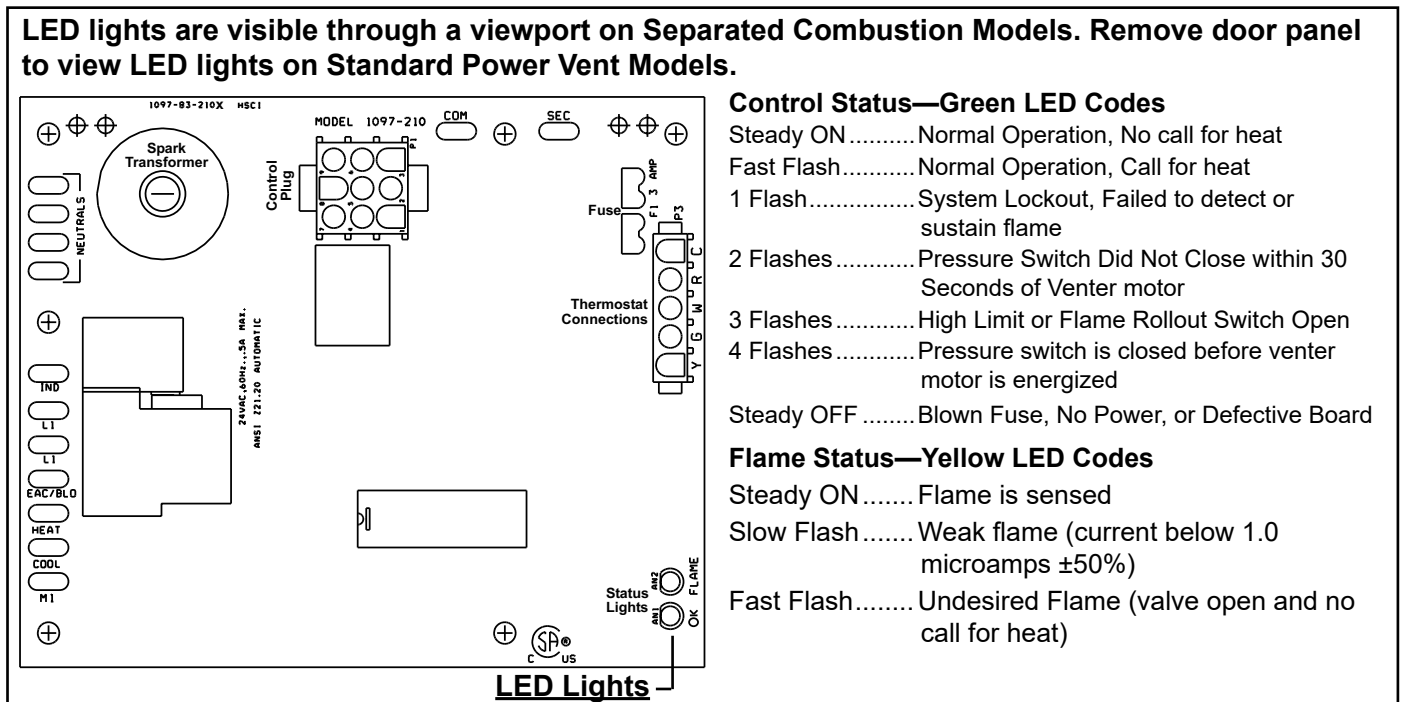 LED lights are visible through a viewport on Separated Combustion Models. Remove door panel
to view LED lights on Standard Power Vent Models.
1097-83-210X HSCI
MODEL 1097-210
COM
SEC
P1
Spark
Transformer
Control
Plug
NEUTRALS
Fuse
F1 3 AMP
P3
C
R
W
G
Y
Thermostat
Connections
24VAC,60Hz.,.5A MAX.
ANSI Z21.20 AUTOMATIC
IND
L1
L1
EAC/BLO
HEAT
COOL
M1
Status
Lights
AN2
FLAME
AN1
OK
C SA® US
LED Lights
Control Status—Green LED Codes
Steady ON..........Normal Operation, No call for heat
Fast Flash...........Normal Operation, Call for heat
1 Flash................System Lockout, Failed to detect or
sustain flame
2 Flashes............Pressure Switch Did Not Close within 30
Seconds of Venter motor
3 Flashes............High Limit or Flame Rollout Switch Open
4 Flashes............Pressure switch is closed before venter
motor is energized
Steady OFF ........Blown Fuse, No Power, or Defective Board
Flame Status—Yellow LED Codes
Steady ON.......Flame is sensed
Slow Flash.......Weak flame (current below 1.0
microamps ±50%)
Fast Flash........Undesired Flame (valve open and no
call for heat)